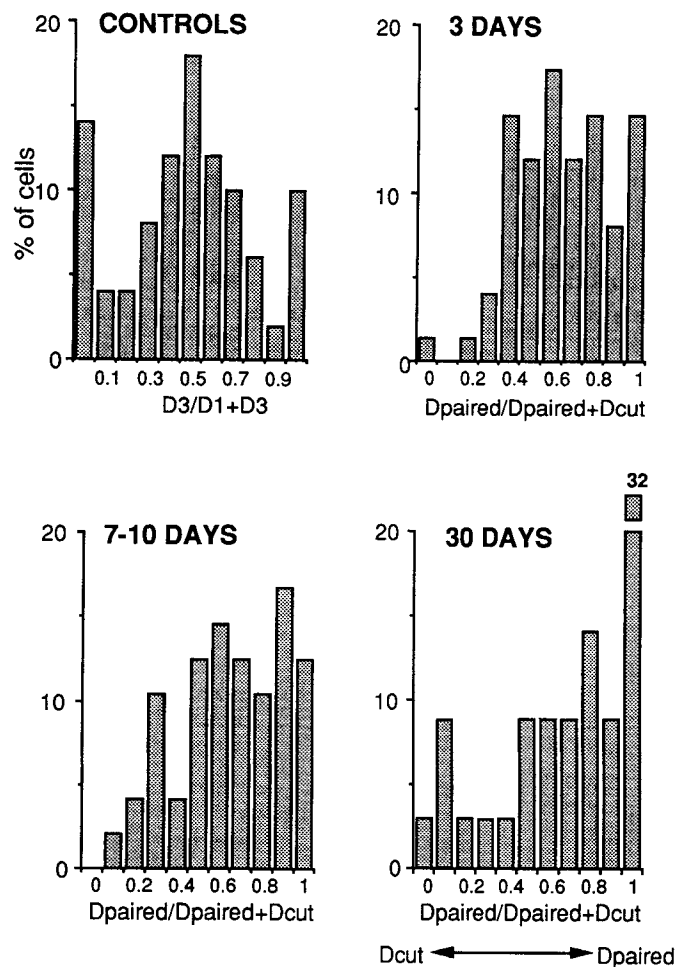 CONTROLS
20
10
0
% of cells
0.1 0.3 0.5 0.7 0.9
D3/D1+D3
3 DAYS
20
10
0
0 0.2 0.4 0.6 0.8 1
Dpaired/Dpaired+Dcut
7-10 DAYS
20
10
0
0 0.2 0.4 0.6 0.8 1
Dpaired/Dpaired+Dcut
30 DAYS
32
20
10
0
0 0.2 0.4 0.6 0.8 1
Dpaired/Dpaired+Dcut
Dcut Dpaired